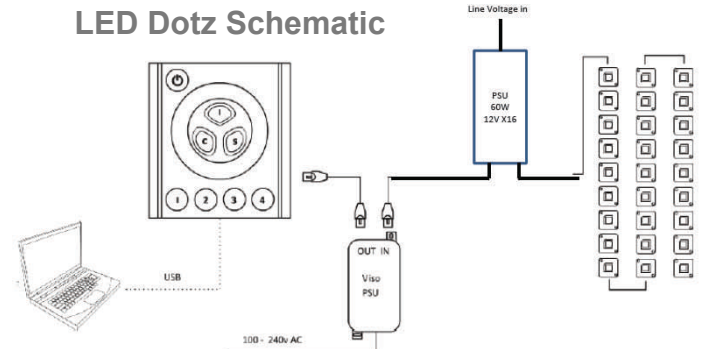 LED Dotz Schematic
Line Voltage in
PSU
60W
12V X16
I
C S
1 2 3 4
OUT IN
Viso
PSU
USB
100 - 240v AC